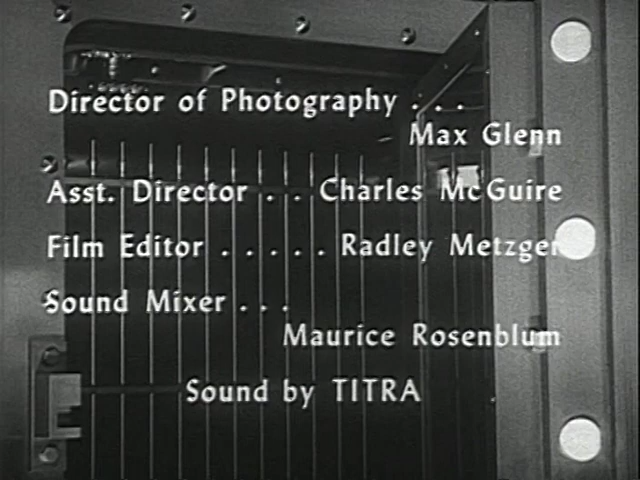 Director of Photography . . .
Max Glenn
Asst. Director . . Charles McGuire
Film Editor . . . . . Radley Metzger
Sound Mixer . . .
Maurice Rosenblum
Sound by TITRA